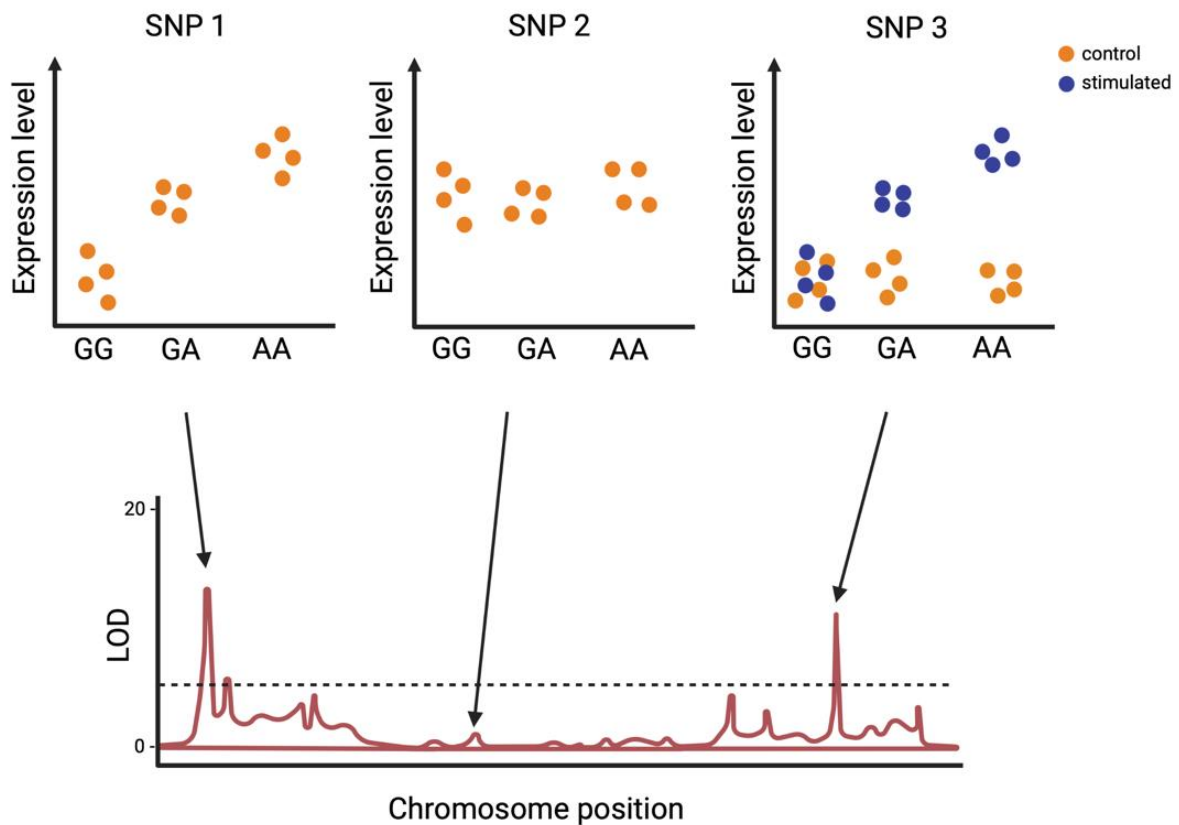 SNP 1
SNP 2
SNP 3
control
stimulated
Expression level
Expression level
Expression level
GG GA AA
GG GA AA
GG GA AA
20
LOD
0
Chromosome position